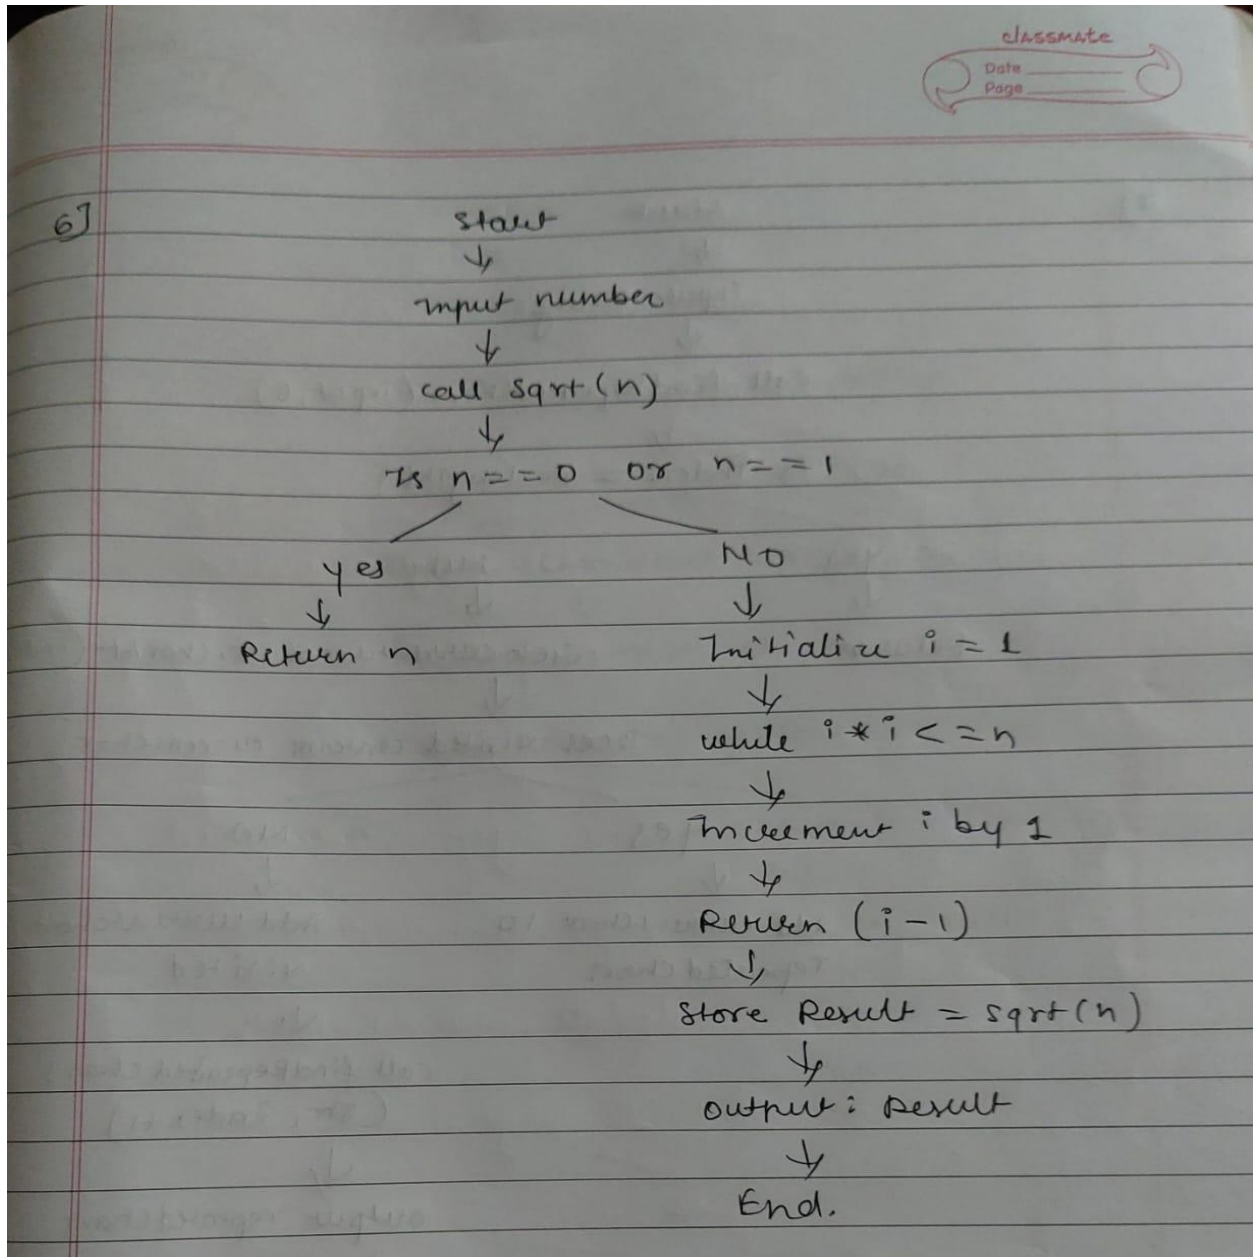 classmate
Date
Page
6]
Start
↓
Input number
↓
call sqrt(n)
↓
Is n==0 or n==1
yes NO
↓ ↓
Return n Initialize i=1
↓
while i*i<=n
↓
Increment i by 1
↓
Return (i-1)
↓
Store Result = sqrt(n)
↓
output: Result
↓
End.